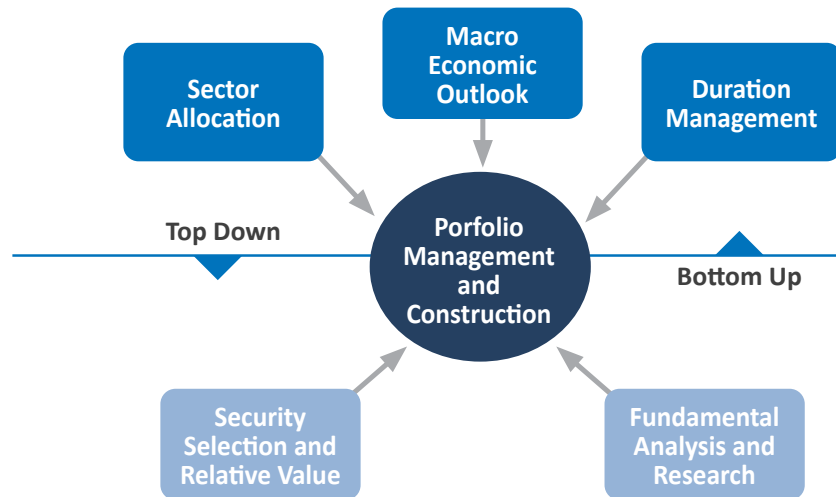 Macro
Economic
Outlook
Sector
Allocation
Duration
Management
Top Down
Porfolio
Management
and
Construction
Bottom Up
Security
Selection and
Relative Value
Fundamental
Analysis and
Research